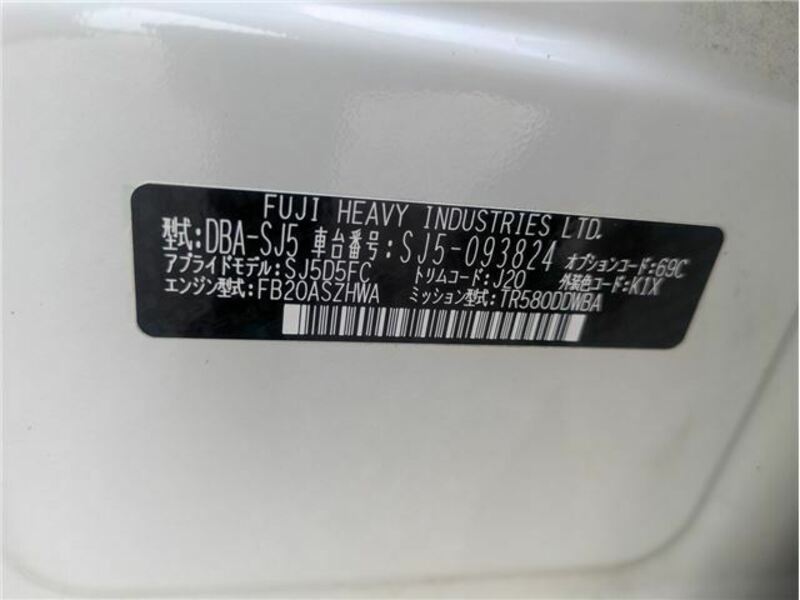 FUJI HEAVY INDUSTRIES LTD.
型式:DBA-SJ5 車台番号:SJ5-093824 オプションコード:69C
アプライドモデル:SJ5D5FC トリムコード:J20 外装色コード:K1X
エンジン型式:FB20ASZHWA ミッション型式:TR580DDWBA